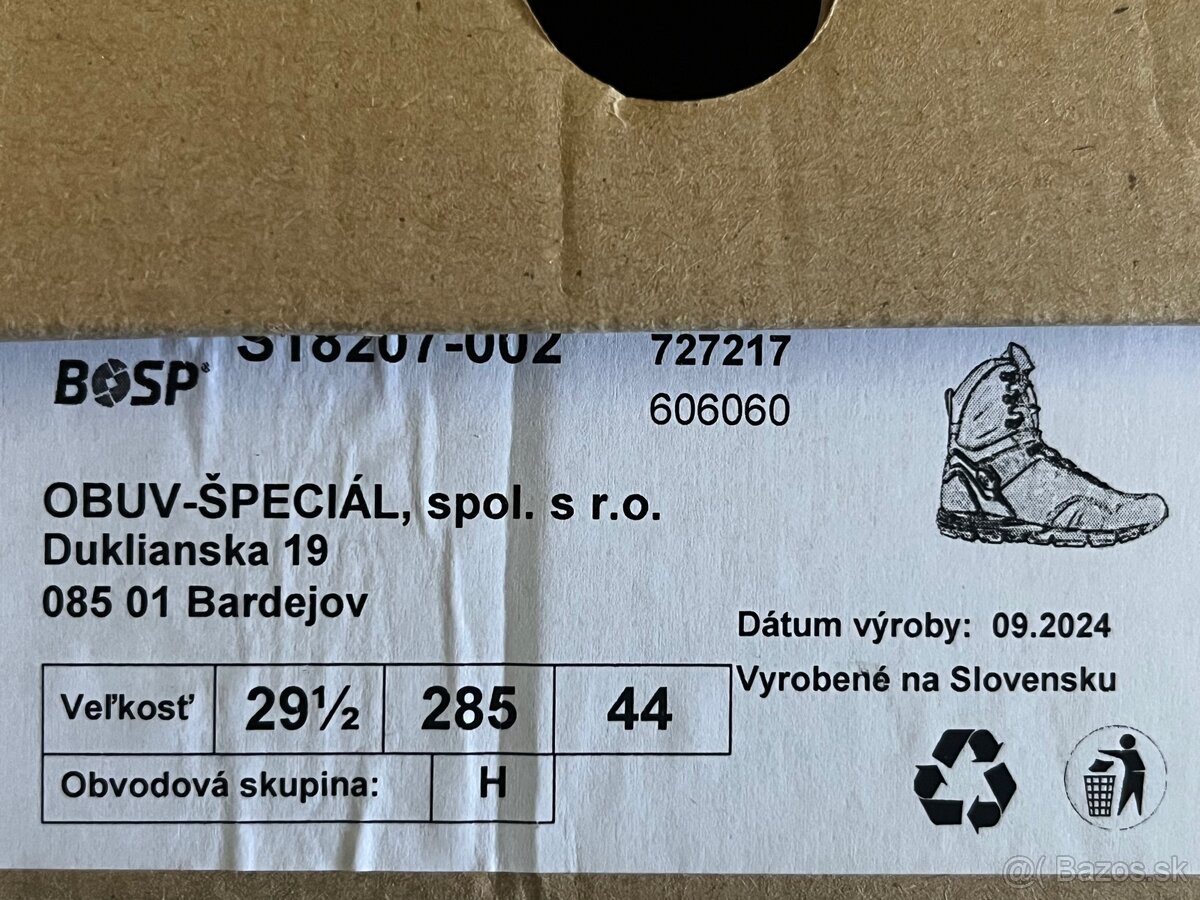 S18207-002 727217
BOSP®
606060
OBUV-ŠPECIÁL, spol. s r.o.
Duklianska 19
085 01 Bardejov
Dátum výroby: 09.2024
Vyrobené na Slovensku
Veľkosť 29½ 285 44
Obvodová skupina: H
@( Bazos.sk